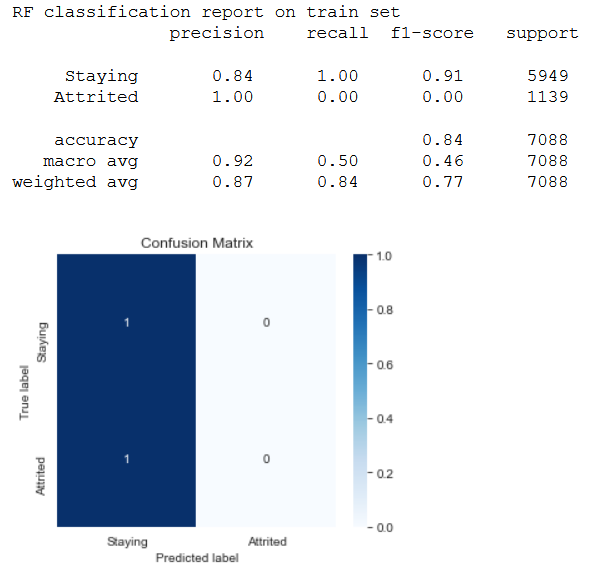 RF classification report on train set
precision recall f1-score support
Staying 0.84 1.00 0.91 5949
Attrited 1.00 0.00 0.00 1139
accuracy 0.84 7088
macro avg 0.92 0.50 0.46 7088
weighted avg 0.87 0.84 0.77 7088
Confusion Matrix
True label
Staying
1 0
Attrited
1 0
Staying Attrited
Predicted label
1.0
0.8
0.6
0.4
0.2
0.0